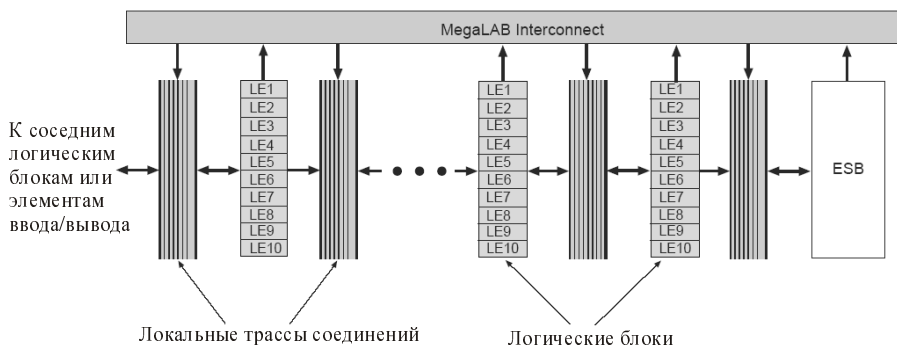 MegaLAB Interconnect
К соседним
логическим
блокам или
элементам
ввода/вывода
LE1
LE2
LE3
LE4
LE5
LE6
LE7
LE8
LE9
LE10
LE1
LE2
LE3
LE4
LE5
LE6
LE7
LE8
LE9
LE10
LE1
LE2
LE3
LE4
LE5
LE6
LE7
LE8
LE9
LE10
ESB
Локальные трассы соединений
Логические блоки